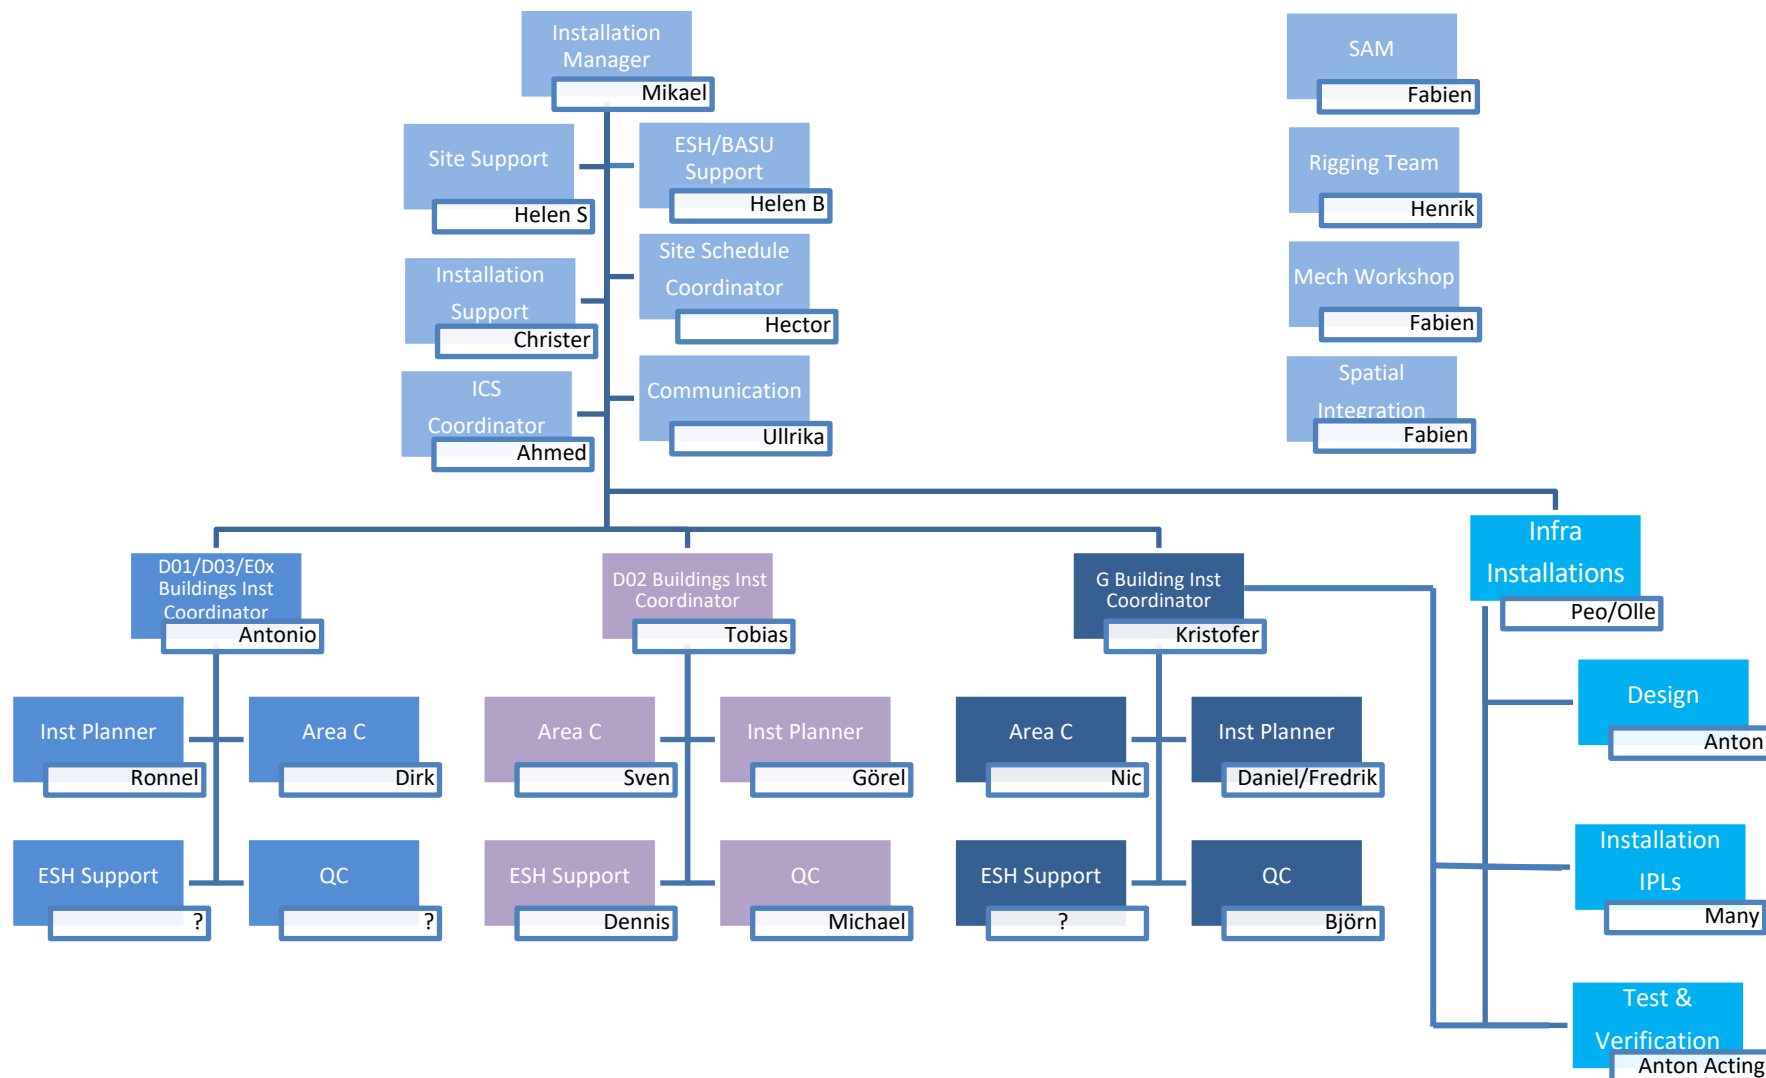 Installation
Manager
Mikael
SAM
Fabien
Site Support
Helen S
ESH/BASU
Support
Helen B
Rigging Team
Henrik
Installation
Support
Christer
Site Schedule
Coordinator
Hector
Mech Workshop
Fabien
ICS
Coordinator
Ahmed
Communication
Ullrika
Spatial
Integration
Fabien
D01/D03/E0x
Buildings Inst
Coordinator
Antonio
D02 Buildings Inst
Coordinator
Tobias
G Building Inst
Coordinator
Kristofer
Infra
Installations
Peo/Olle
Inst Planner
Ronnel
Area C
Dirk
Area C
Sven
Inst Planner
Görel
Area C
Nic
Inst Planner
Daniel/Fredrik
Design
Anton
ESH Support
?
QC
?
ESH Support
Dennis
QC
Michael
ESH Support
?
QC
Björn
Installation
IPLs
Many
Test &
Verification
Anton Acting